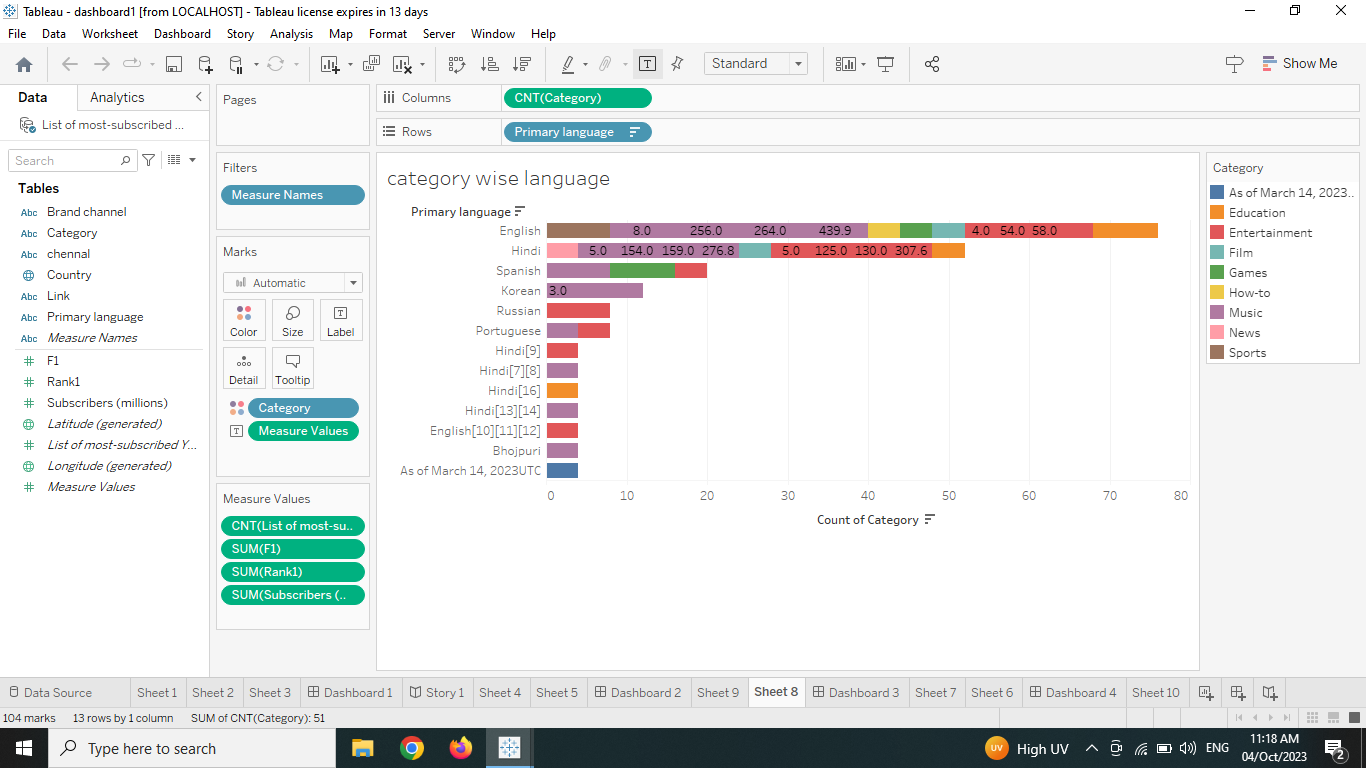 Tableau - dashboard1 [from LOCALHOST] - Tableau license expires in 13 days
File Data Worksheet Dashboard Story Analysis Map Format Server Window Help
Standard
Show Me
Data Analytics
List of most-subscribed ...
Search
Tables
Abc Brand channel
Abc Category
Abc chennal
Country
Abc Link
Abc Primary language
Abc Measure Names
# F1
# Rank1
# Subscribers (millions)
Latitude (generated)
# List of most-subscribed Y...
Longitude (generated)
# Measure Values
Pages
Filters
Measure Names
Marks
Automatic
Color Size Label
Detail Tooltip
Category
Measure Values
Measure Values
CNT(List of most-su..
SUM(F1)
SUM(Rank1)
SUM(Subscribers (..
Columns CNT(Category)
Rows Primary language
category wise language
Primary language
English 8.0 256.0 264.0 439.9 4.0 54.0 58.0
Hindi 5.0 154.0 159.0 276.8 5.0 125.0 130.0 307.6
Spanish
Korean 3.0
Russian
Portuguese
Hindi[9]
Hindi[7][8]
Hindi[16]
Hindi[13][14]
English[10][11][12]
Bhojpuri
As of March 14, 2023UTC
0 10 20 30 40 50 60 70 80
Count of Category
Category
As of March 14, 2023..
Education
Entertainment
Film
Games
How-to
Music
News
Sports
Data Source Sheet 1 Sheet 2 Sheet 3 Dashboard 1 Story 1 Sheet 4 Sheet 5 Dashboard 2 Sheet 9 Sheet 8 Dashboard 3 Sheet 7 Sheet 6 Dashboard 4 Sheet 10
104 marks 13 rows by 1 column SUM of CNT(Category): 51
Type here to search
UV High UV
ENG
11:18 AM
04/Oct/2023
2